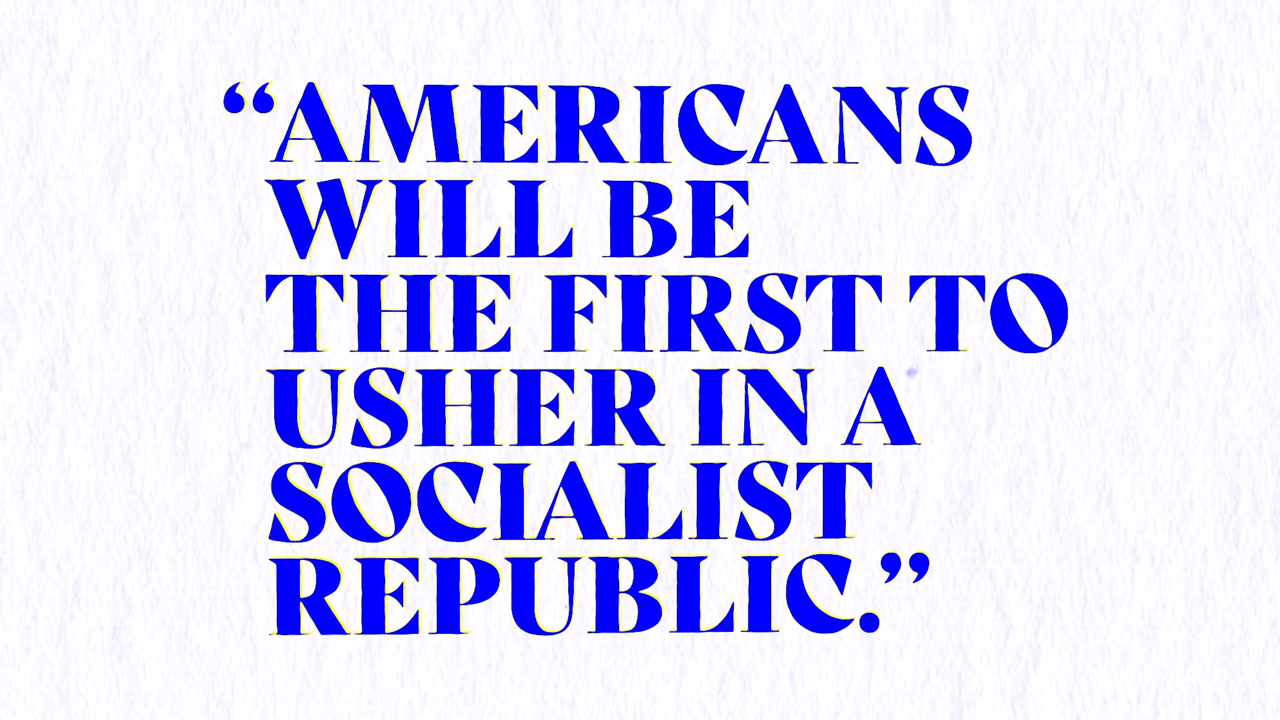 “AMERICANS
WILL BE
THE FIRST TO
USHER IN A
SOCIALIST
REPUBLIC.”